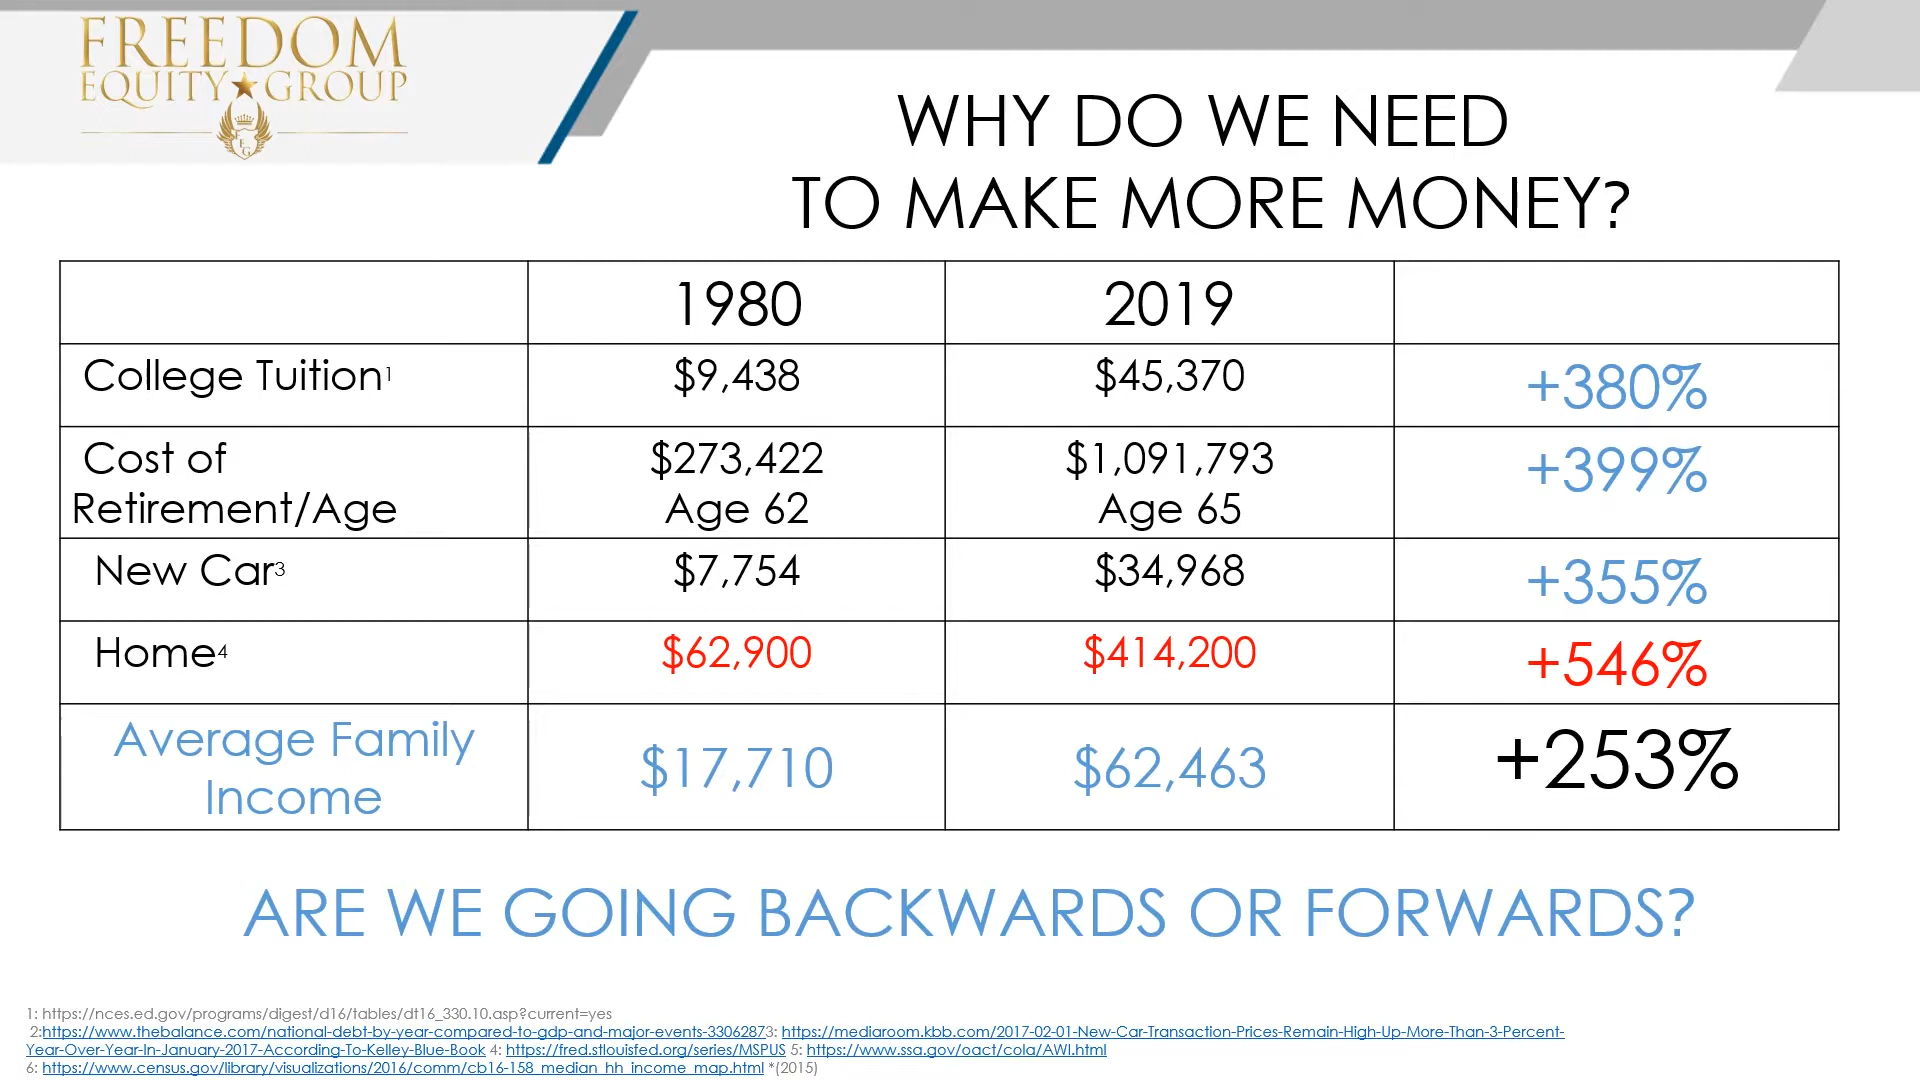 FREEDOM
EQUITY★GROUP
FEG
WHY DO WE NEED
TO MAKE MORE MONEY?
1980 2019
College Tuition1 $9,438 $45,370 +380%
Cost of Retirement/Age $273,422 Age 62 $1,091,793 Age 65 +399%
New Car3 $7,754 $34,968 +355%
Home4 $62,900 $414,200 +546%
Average Family Income $17,710 $62,463 +253%
ARE WE GOING BACKWARDS OR FORWARDS?
1: https://nces.ed.gov/programs/digest/d16/tables/dt16_330.10.asp?current=yes
2:https://www.thebalance.com/national-debt-by-year-compared-to-gdp-and-major-events-33062873: https://mediaroom.kbb.com/2017-02-01-New-Car-Transaction-Prices-Remain-High-Up-More-Than-3-Percent-
Year-Over-Year-In-January-2017-According-To-Kelley-Blue-Book 4: https://fred.stlouisfed.org/series/MSPUS 5: https://www.ssa.gov/oact/cola/AWI.html
6: https://www.census.gov/library/visualizations/2016/comm/cb16-158_median_hh_income_map.html *(2015)